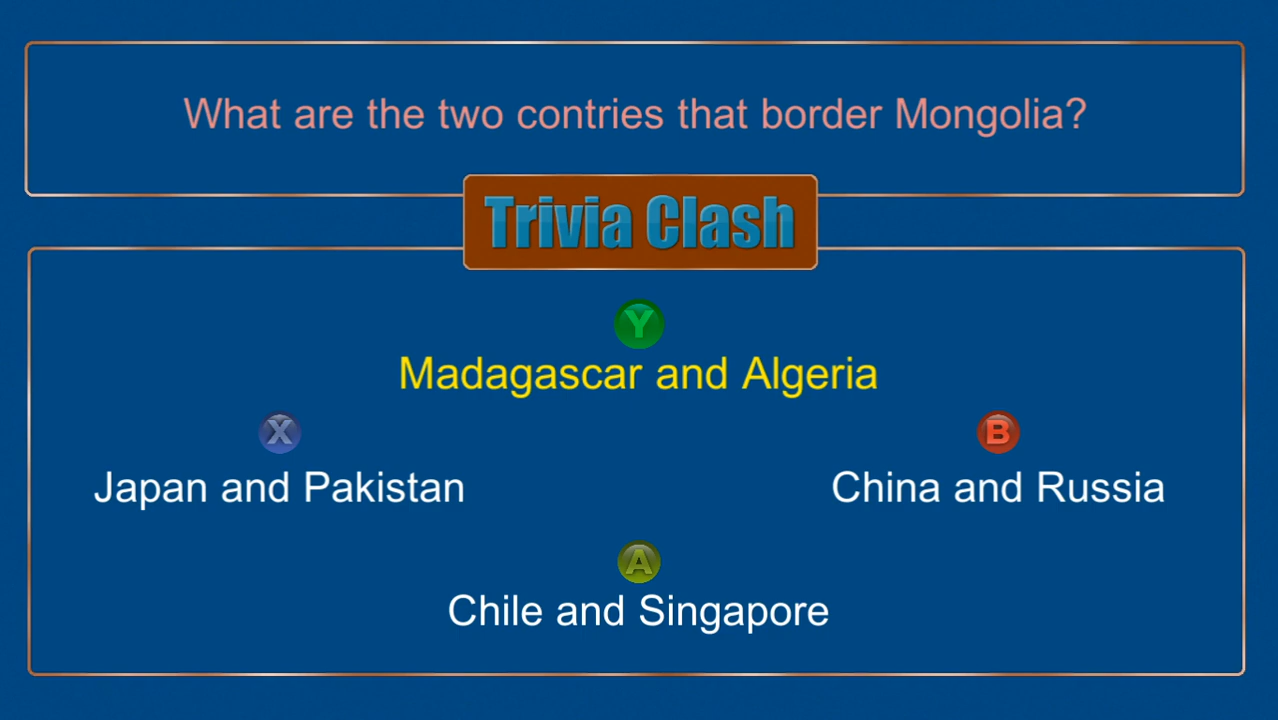 What are the two contries that border Mongolia?
Trivia Clash
Y
Madagascar and Algeria
X
B
Japan and Pakistan
China and Russia
A
Chile and Singapore